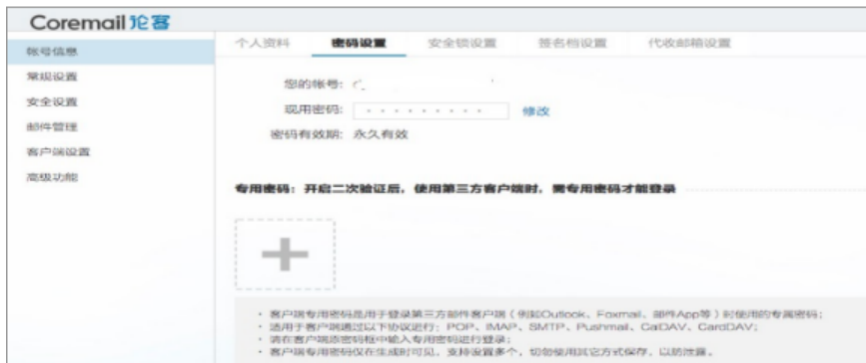 Coremail 论客
个人资料 密码设置 安全锁设置 签名档设置 代收邮箱设置
帐号信息
常规设置
安全设置
邮件管理
客户端设置
高级功能
您的帐号:
现用密码: 修改
密码有效期: 永久有效
专用密码: 开启二次验证后，使用第三方客户端时，需专用密码才能登录
• 客户端专用密码是用于登录第三方邮件客户端（例如Outlook、Foxmail、邮件App等）时使用的专属密码;
• 适用于客户端通过以下协议进行: POP、IMAP、SMTP、Pushmail、CalDAV、CardDAV;
• 请在客户端添密码框中输入专用密码进行登录;
• 客户端专用密码仅在生成时可见，支持设置多个，切勿使用其它方式保存，以防泄露。